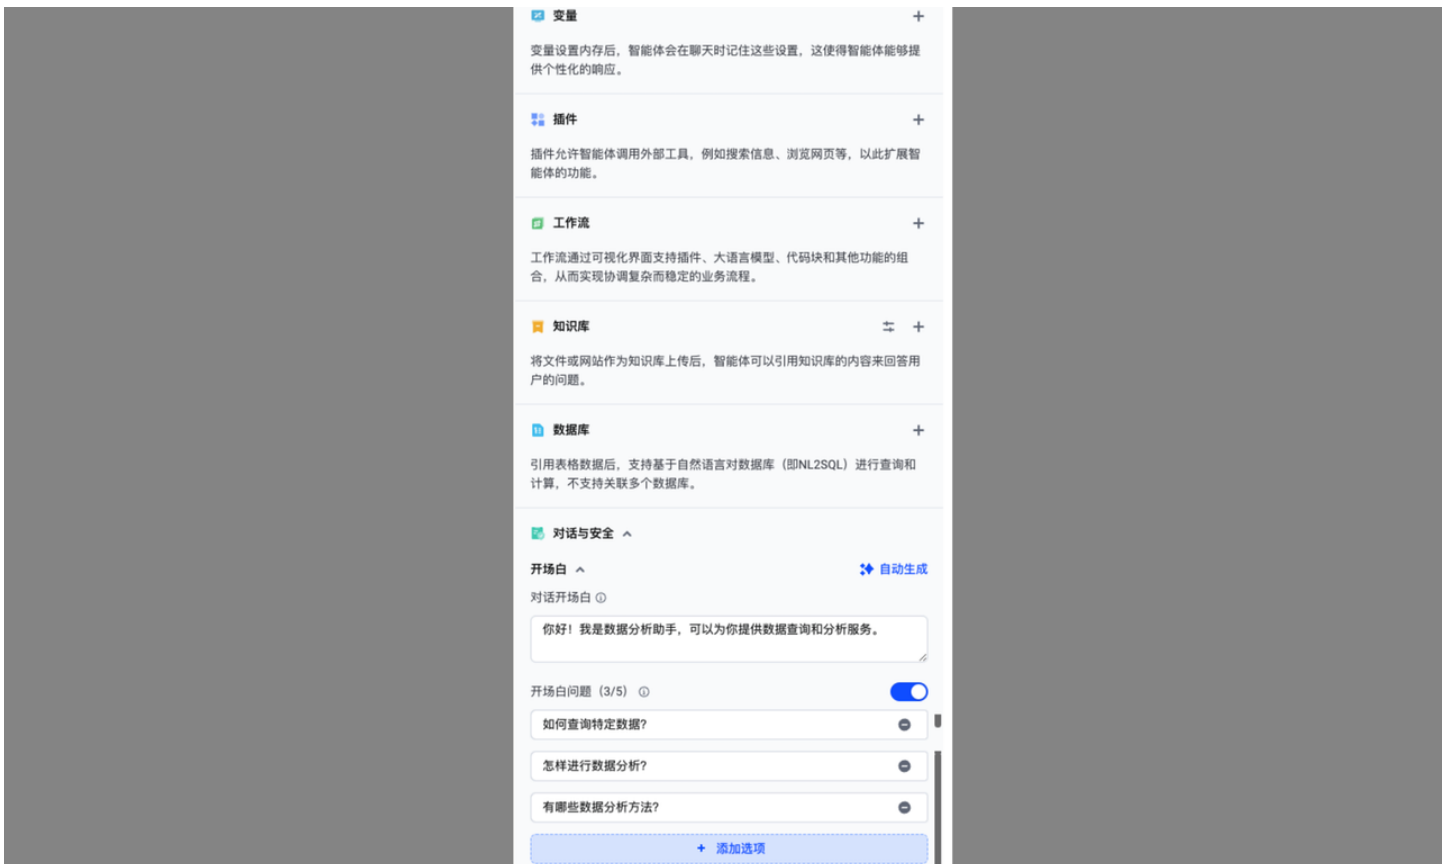 变量
变量设置内存后，智能体会在聊天时记住这些设置，这使得智能体能够提
供个性化的响应。
插件
插件允许智能体调用外部工具，例如搜索信息、浏览网页等，以此扩展智
能体的功能。
工作流
工作流通过可视化界面支持插件、大语言模型、代码块和其他功能的组
合，从而实现协调复杂而稳定的业务流程。
知识库
将文件或网站作为知识库上传后，智能体可以引用知识库的内容来回答用
户的问题。
数据库
引用表格数据后，支持基于自然语言对数据库（即NL2SQL）进行查询和
计算，不支持关联多个数据库。
对话与安全
开场白 自动生成
对话开场白
你好！我是数据分析助手，可以为你提供数据查询和分析服务。
开场白问题（3/5）
如何查询特定数据?
怎样进行数据分析?
有哪些数据分析方法?
+ 添加选项